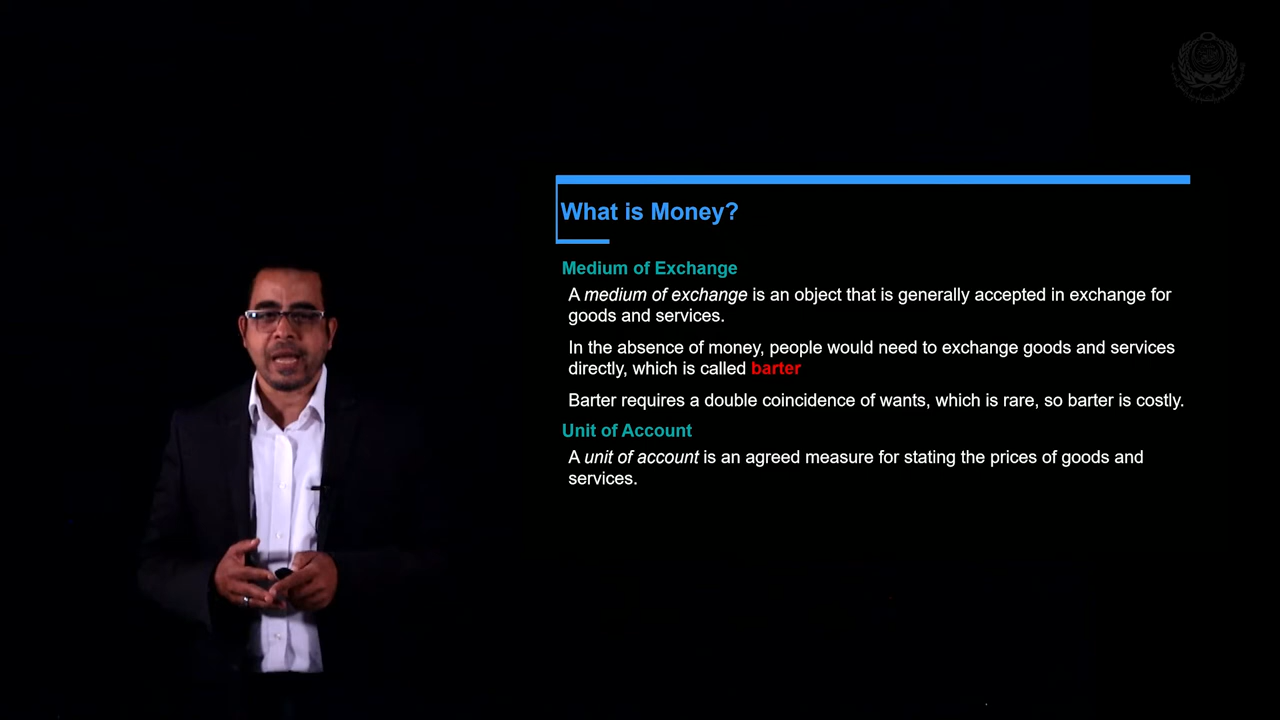 What is Money?
Medium of Exchange
A medium of exchange is an object that is generally accepted in exchange for
goods and services.
In the absence of money, people would need to exchange goods and services
directly, which is called barter
Barter requires a double coincidence of wants, which is rare, so barter is costly.
Unit of Account
A unit of account is an agreed measure for stating the prices of goods and
services.